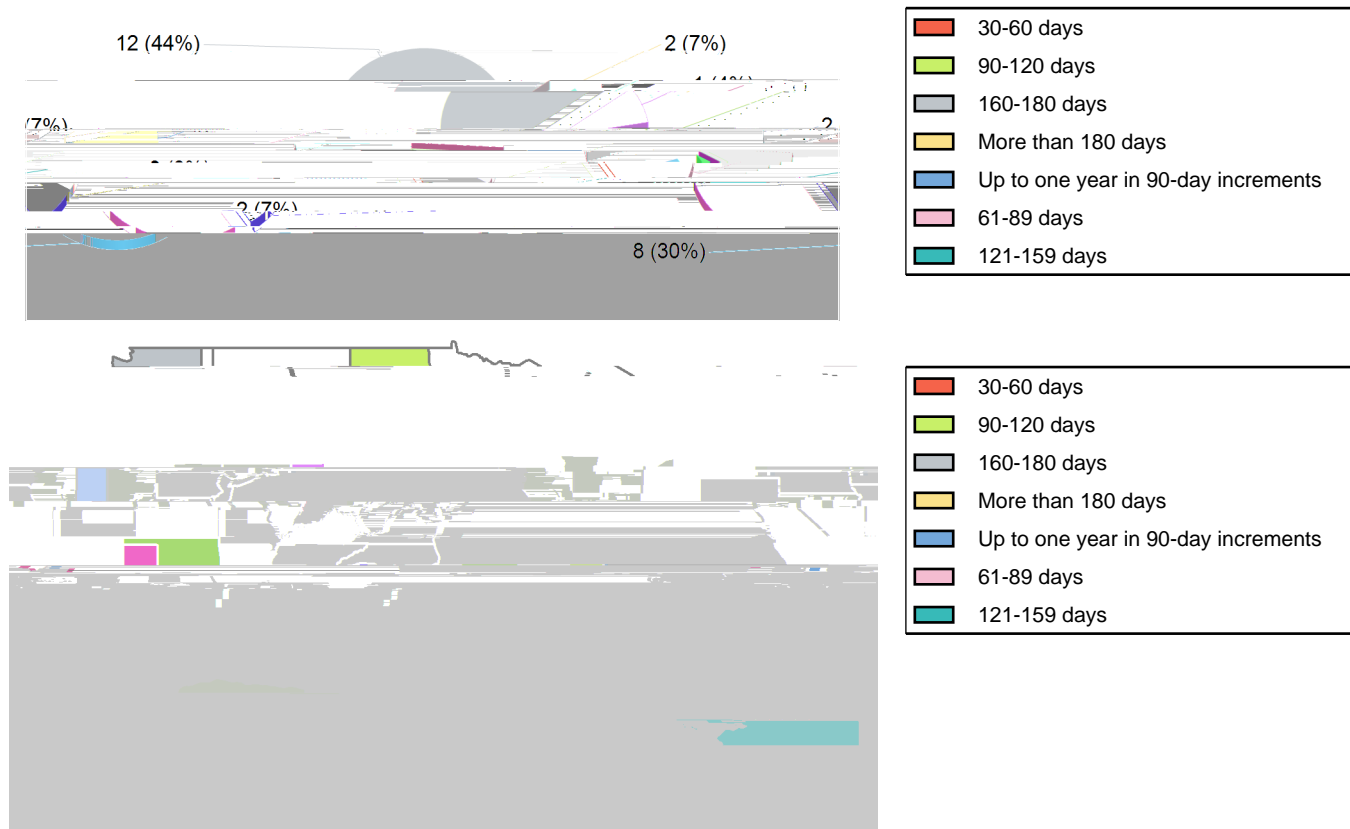 12 (44%)
2 (7%)
(7%)
2
2 (7%)
8 (30%)
30-60 days
90-120 days
160-180 days
More than 180 days
Up to one year in 90-day increments
61-89 days
121-159 days
30-60 days
90-120 days
160-180 days
More than 180 days
Up to one year in 90-day increments
61-89 days
121-159 days